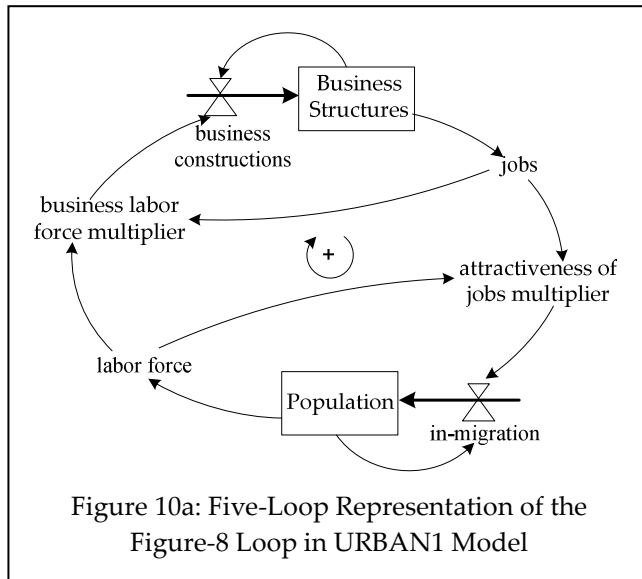 Business
Structures
business
constructions
jobs
business labor
force multiplier
+
attractiveness of
jobs multiplier
labor force
Population
in-migration
Figure 10a: Five-Loop Representation of the
Figure-8 Loop in URBAN1 Model